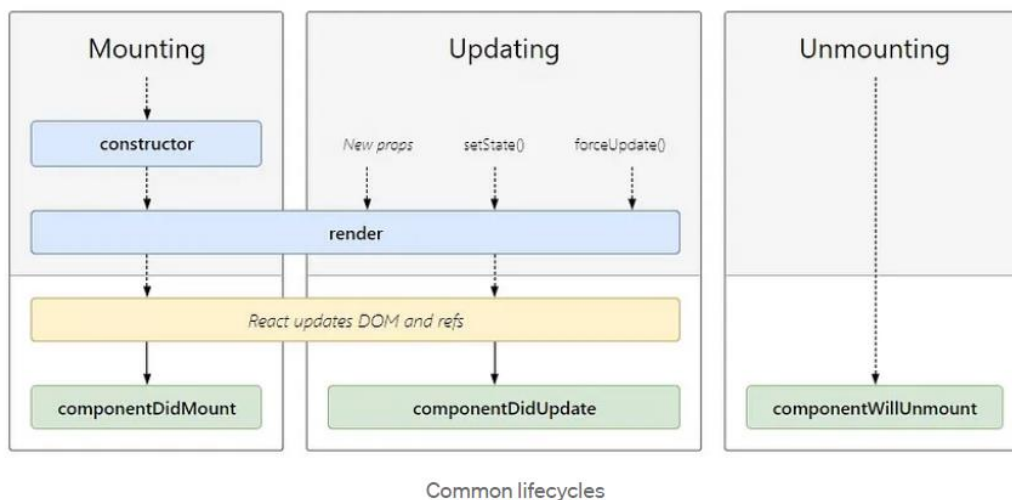 Mounting
Updating
Unmounting
constructor
New props
setState()
forceUpdate()
render
React updates DOM and refs
componentDidMount
componentDidUpdate
componentWillUnmount
Common lifecycles